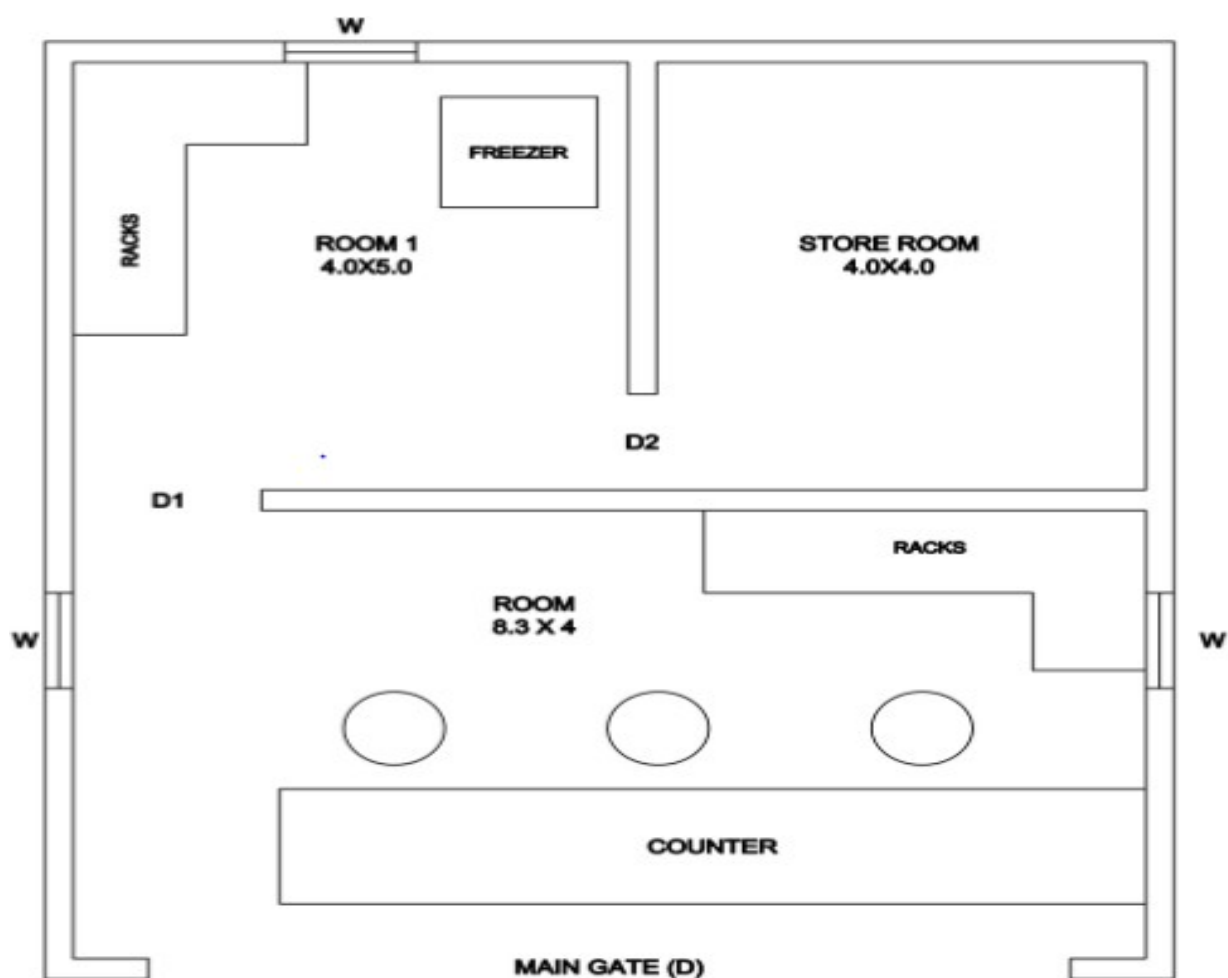 W
FREEZER
RACKS
ROOM 1
4.0X5.0
STORE ROOM
4.0X4.0
D2
D1
RACKS
ROOM
8.3 X 4
W
W
COUNTER
MAIN GATE (D)